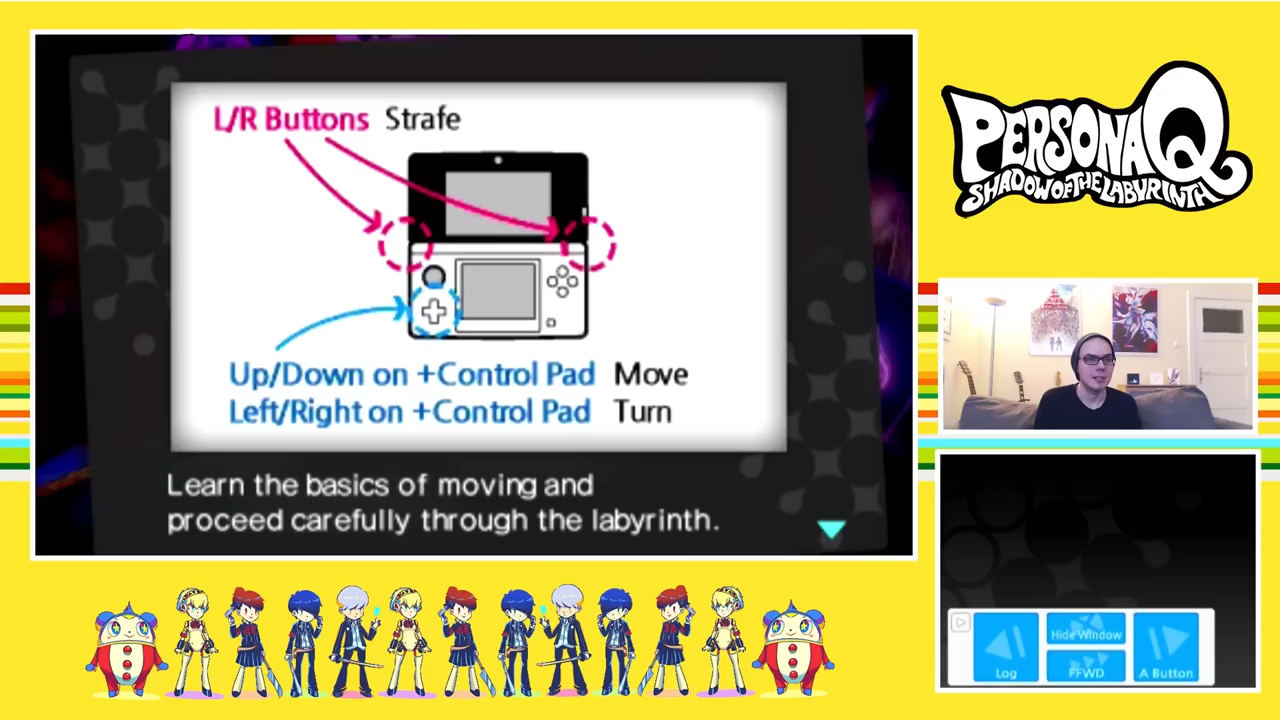 L/R Buttons Strafe
Up/Down on +Control Pad Move
Left/Right on +Control Pad Turn
Learn the basics of moving and
proceed carefully through the labyrinth.
PERSONA Q
SHADOW OF THE LABYRINTH
Log
Hide Window
FFWD
A Button